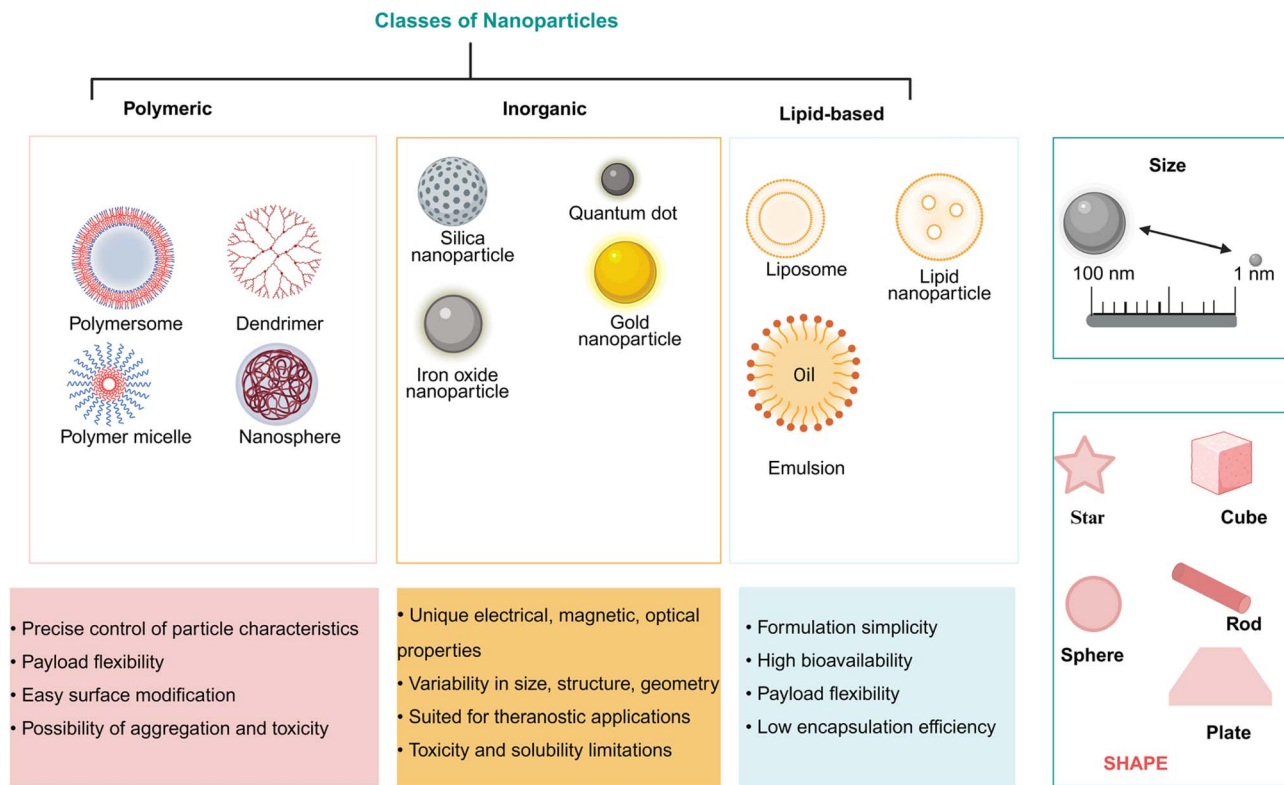 Classes of Nanoparticles
Polymeric
Inorganic
Lipid-based
Polymersome
Dendrimer
Polymer micelle
Nanosphere
Silica
nanoparticle
Quantum dot
Iron oxide
nanoparticle
Gold
nanoparticle
Liposome
Lipid
nanoparticle
Oil
Emulsion
• Precise control of particle characteristics
• Payload flexibility
• Easy surface modification
• Possibility of aggregation and toxicity
• Unique electrical, magnetic, optical
properties
• Variability in size, structure, geometry
• Suited for theranostic applications
• Toxicity and solubility limitations
• Formulation simplicity
• High bioavailability
• Payload flexibility
• Low encapsulation efficiency
Size
100 nm
1 nm
Star
Cube
Sphere
Rod
Plate
SHAPE